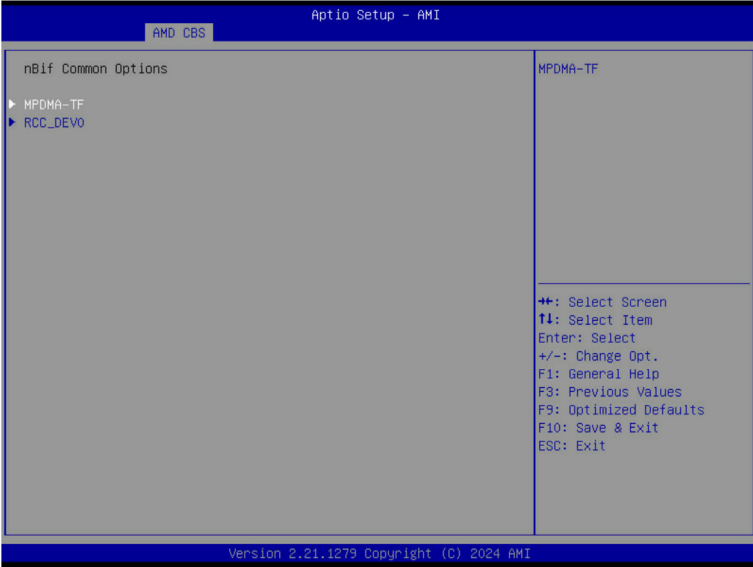 Aptio Setup – AMI
AMD CBS
nBif Common Options
MPDMA-TF
RCC_DEV0
MPDMA-TF
→←: Select Screen
↑↓: Select Item
Enter: Select
+/-: Change Opt.
F1: General Help
F3: Previous Values
F9: Optimized Defaults
F10: Save & Exit
ESC: Exit
Version 2.21.1279 Copyright (C) 2024 AMI